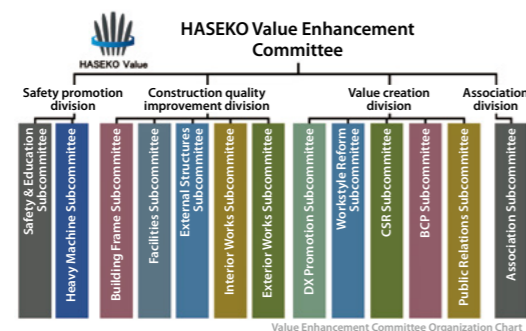 HASEKO Value
HASEKO Value Enhancement
Committee
Safety promotion
division
Construction quality
improvement division
Value creation
division
Association
division
Safety & Education
Subcommittee
Heavy Machine Subcommittee
Building Frame Subcommittee
Facilities Subcommittee
External Structures
Subcommittee
Interior Works Subcommittee
Exterior Works Subcommittee
DX Promotion Subcommittee
Workstyle Reform
Subcommittee
CSR Subcommittee
BCP Subcommittee
Public Relations Subcommittee
Association Subcommittee
Value Enhancement Committee Organization Chart